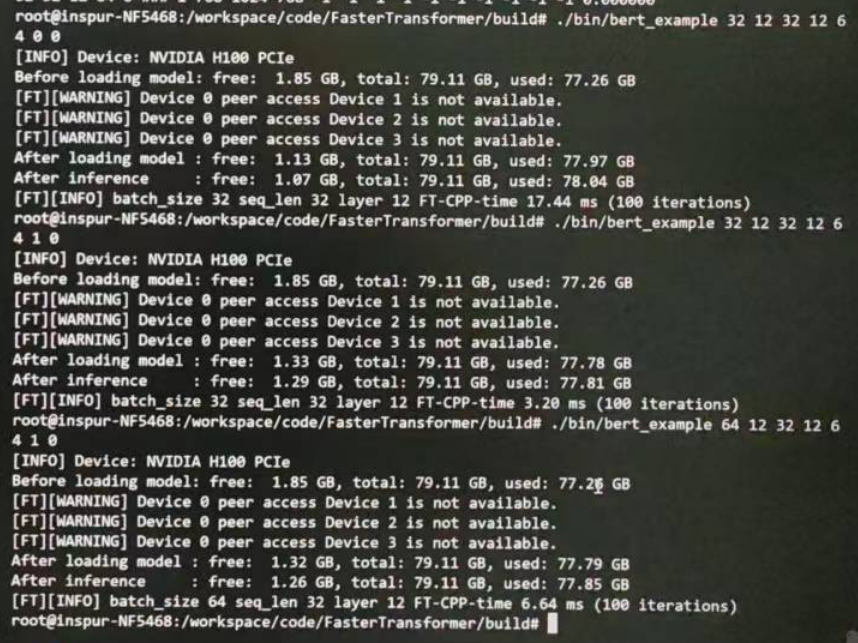 root@inspur-NF5468:/workspace/code/FasterTransformer/build# ./bin/bert_example 32 12 32 12 6
4 0 0
[INFO] Device: NVIDIA H100 PCIe
Before loading model: free:  1.85 GB, total: 79.11 GB, used: 77.26 GB
[FT][WARNING] Device 0 peer access Device 1 is not available.
[FT][WARNING] Device 0 peer access Device 2 is not available.
[FT][WARNING] Device 0 peer access Device 3 is not available.
After loading model : free:  1.13 GB, total: 79.11 GB, used: 77.97 GB
After inference     : free:  1.07 GB, total: 79.11 GB, used: 78.04 GB
[FT][INFO] batch_size 32 seq_len 32 layer 12 FT-CPP-time 17.44 ms (100 iterations)
root@inspur-NF5468:/workspace/code/FasterTransformer/build# ./bin/bert_example 32 12 32 12 6
4 1 0
[INFO] Device: NVIDIA H100 PCIe
Before loading model: free:  1.85 GB, total: 79.11 GB, used: 77.26 GB
[FT][WARNING] Device 0 peer access Device 1 is not available.
[FT][WARNING] Device 0 peer access Device 2 is not available.
[FT][WARNING] Device 0 peer access Device 3 is not available.
After loading model : free:  1.33 GB, total: 79.11 GB, used: 77.78 GB
After inference     : free:  1.29 GB, total: 79.11 GB, used: 77.81 GB
[FT][INFO] batch_size 32 seq_len 32 layer 12 FT-CPP-time 3.20 ms (100 iterations)
root@inspur-NF5468:/workspace/code/FasterTransformer/build# ./bin/bert_example 64 12 32 12 6
4 1 0
[INFO] Device: NVIDIA H100 PCIe
Before loading model: free:  1.85 GB, total: 79.11 GB, used: 77.26 GB
[FT][WARNING] Device 0 peer access Device 1 is not available.
[FT][WARNING] Device 0 peer access Device 2 is not available.
[FT][WARNING] Device 0 peer access Device 3 is not available.
After loading model : free:  1.32 GB, total: 79.11 GB, used: 77.79 GB
After inference     : free:  1.26 GB, total: 79.11 GB, used: 77.85 GB
[FT][INFO] batch_size 64 seq_len 32 layer 12 FT-CPP-time 6.64 ms (100 iterations)
root@inspur-NF5468:/workspace/code/FasterTransformer/build#